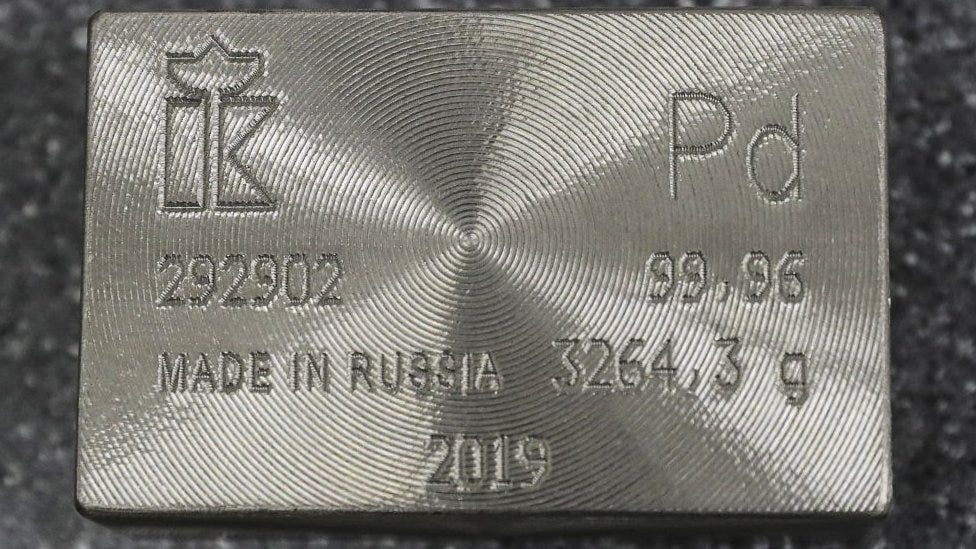 Pd
292902 99,96
MADE IN RUSSIA 3264,3 g
2019